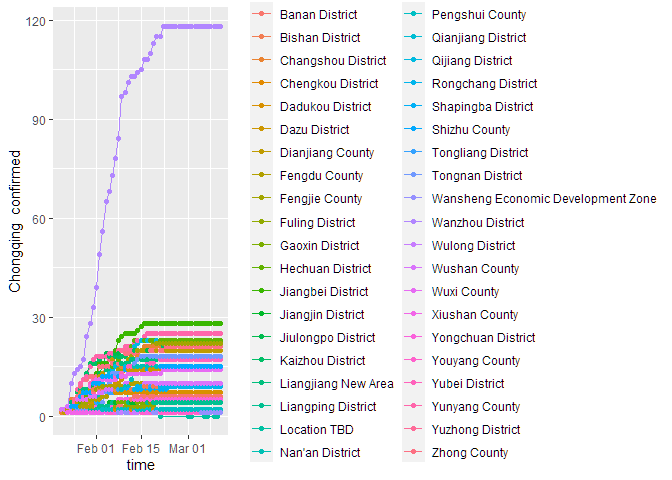 120
90
60
30
0
Chongqing confirmed
Feb 01
Feb 15
Mar 01
time
Banan District
Bishan District
Changshou District
Chengkou District
Dadukou District
Dazu District
Dianjiang County
Fengdu County
Fengjie County
Fuling District
Gaoxin District
Hechuan District
Jiangbei District
Jiangjin District
Jiulongpo District
Kaizhou District
Liangjiang New Area
Liangping District
Location TBD
Nan'an District
Pengshui County
Qianjiang District
Qijiang District
Rongchang District
Shapingba District
Shizhu County
Tongliang District
Tongnan District
Wansheng Economic Development Zone
Wanzhou District
Wulong District
Wushan County
Wuxi County
Xiushan County
Yongchuan District
Youyang County
Yubei District
Yunyang County
Yuzhong District
Zhong County